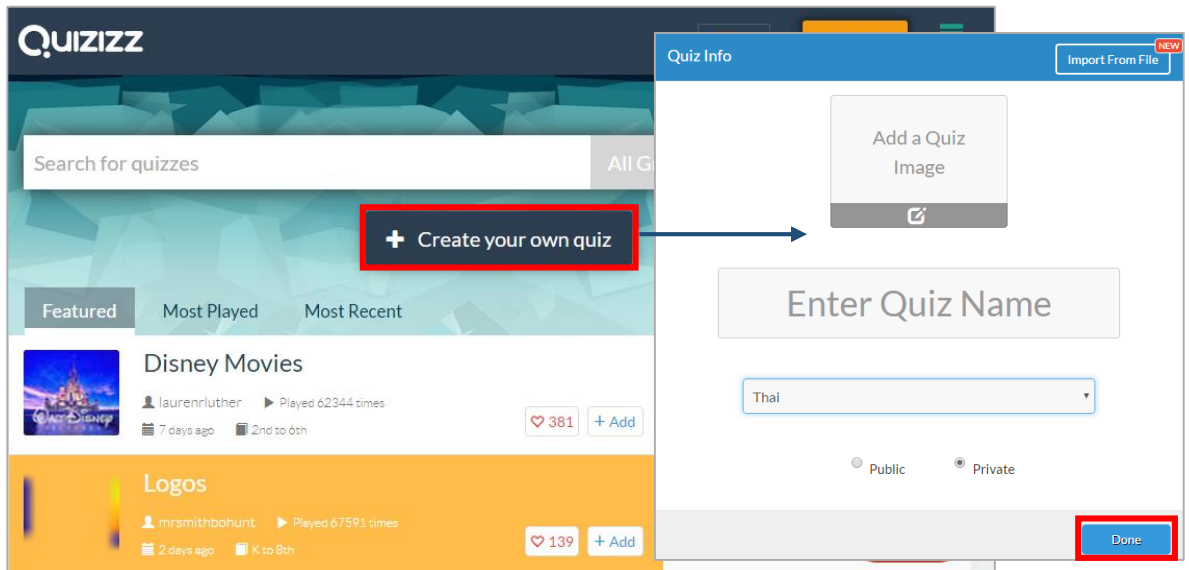 Quizizz
Search for quizzes
All G
Create your own quiz
Featured
Most Played
Most Recent
Disney Movies
laurenrluther
Played 62344 times
7 days ago
2nd to 6th
381
+ Add
WALT DISNEY
Logos
mrsmithbohunt
Played 67591 times
2 days ago
K to 8th
139
+ Add
Quiz Info
Import From File
NEW
Add a Quiz
Image
Enter Quiz Name
Thai
Public
Private
Done